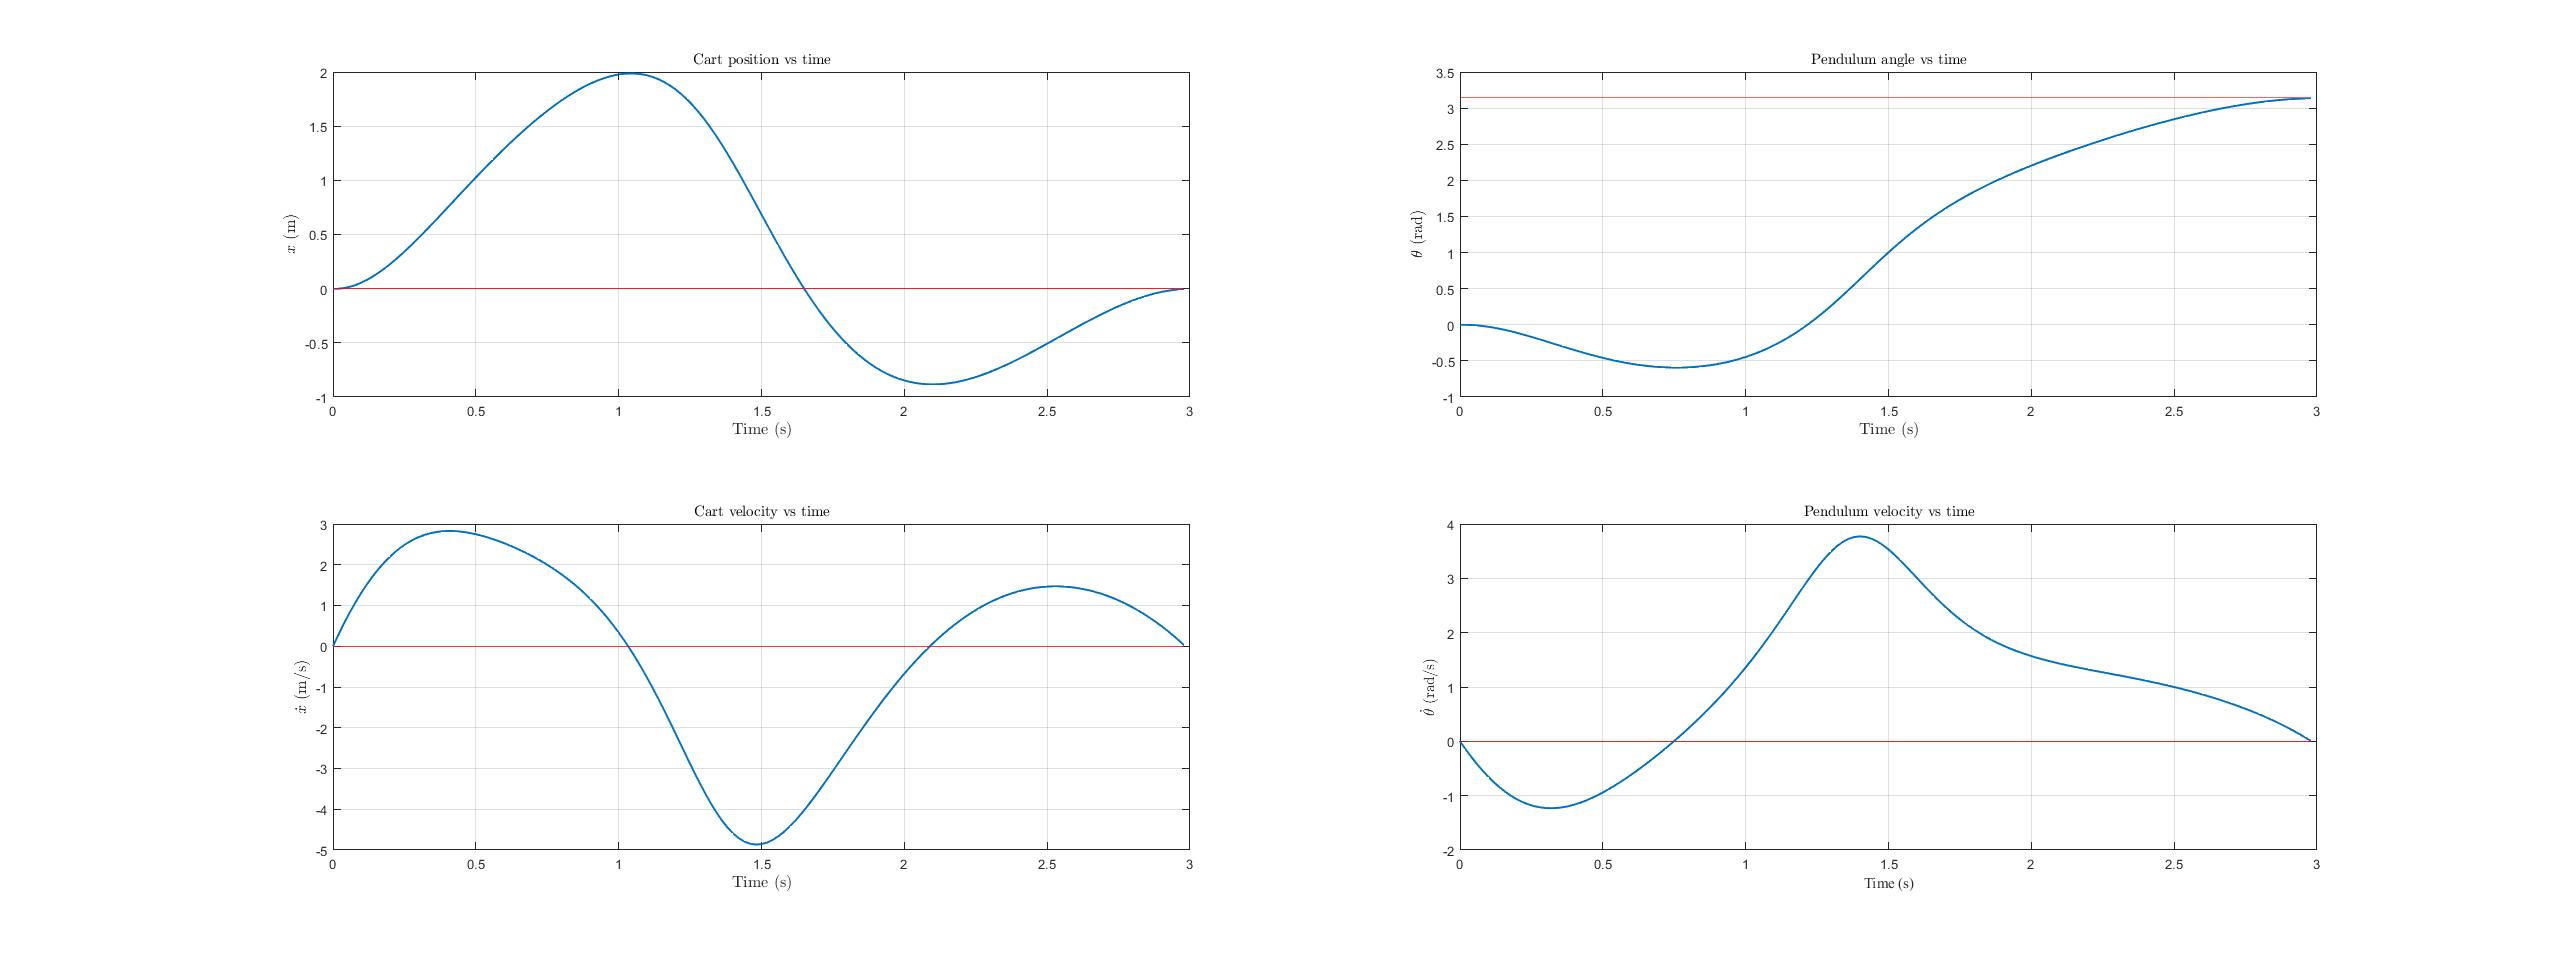 Cart position vs time
2
1.5
1
0.5
0
-0.5
-1
x (m)
0 0.5 1 1.5 2 2.5 3
Time (s)
Pendulum angle vs time
3.5
3
2.5
2
1.5
1
0.5
0
-0.5
-1
θ (rad)
0 0.5 1 1.5 2 2.5 3
Time (s)
Cart velocity vs time
3
2
1
0
-1
-2
-3
-4
-5
ẋ (m/s)
0 0.5 1 1.5 2 2.5 3
Time (s)
Pendulum velocity vs time
4
3
2
1
0
-1
-2
θ̇ (rad/s)
0 0.5 1 1.5 2 2.5 3
Time (s)